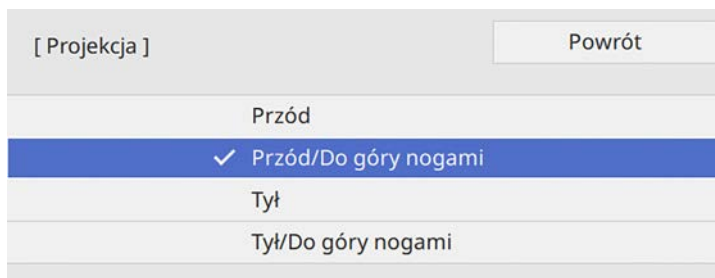 [ Projekcja ]
Powrót
Przód
✓ Przód/Do góry nogami
Tył
Tył/Do góry nogami